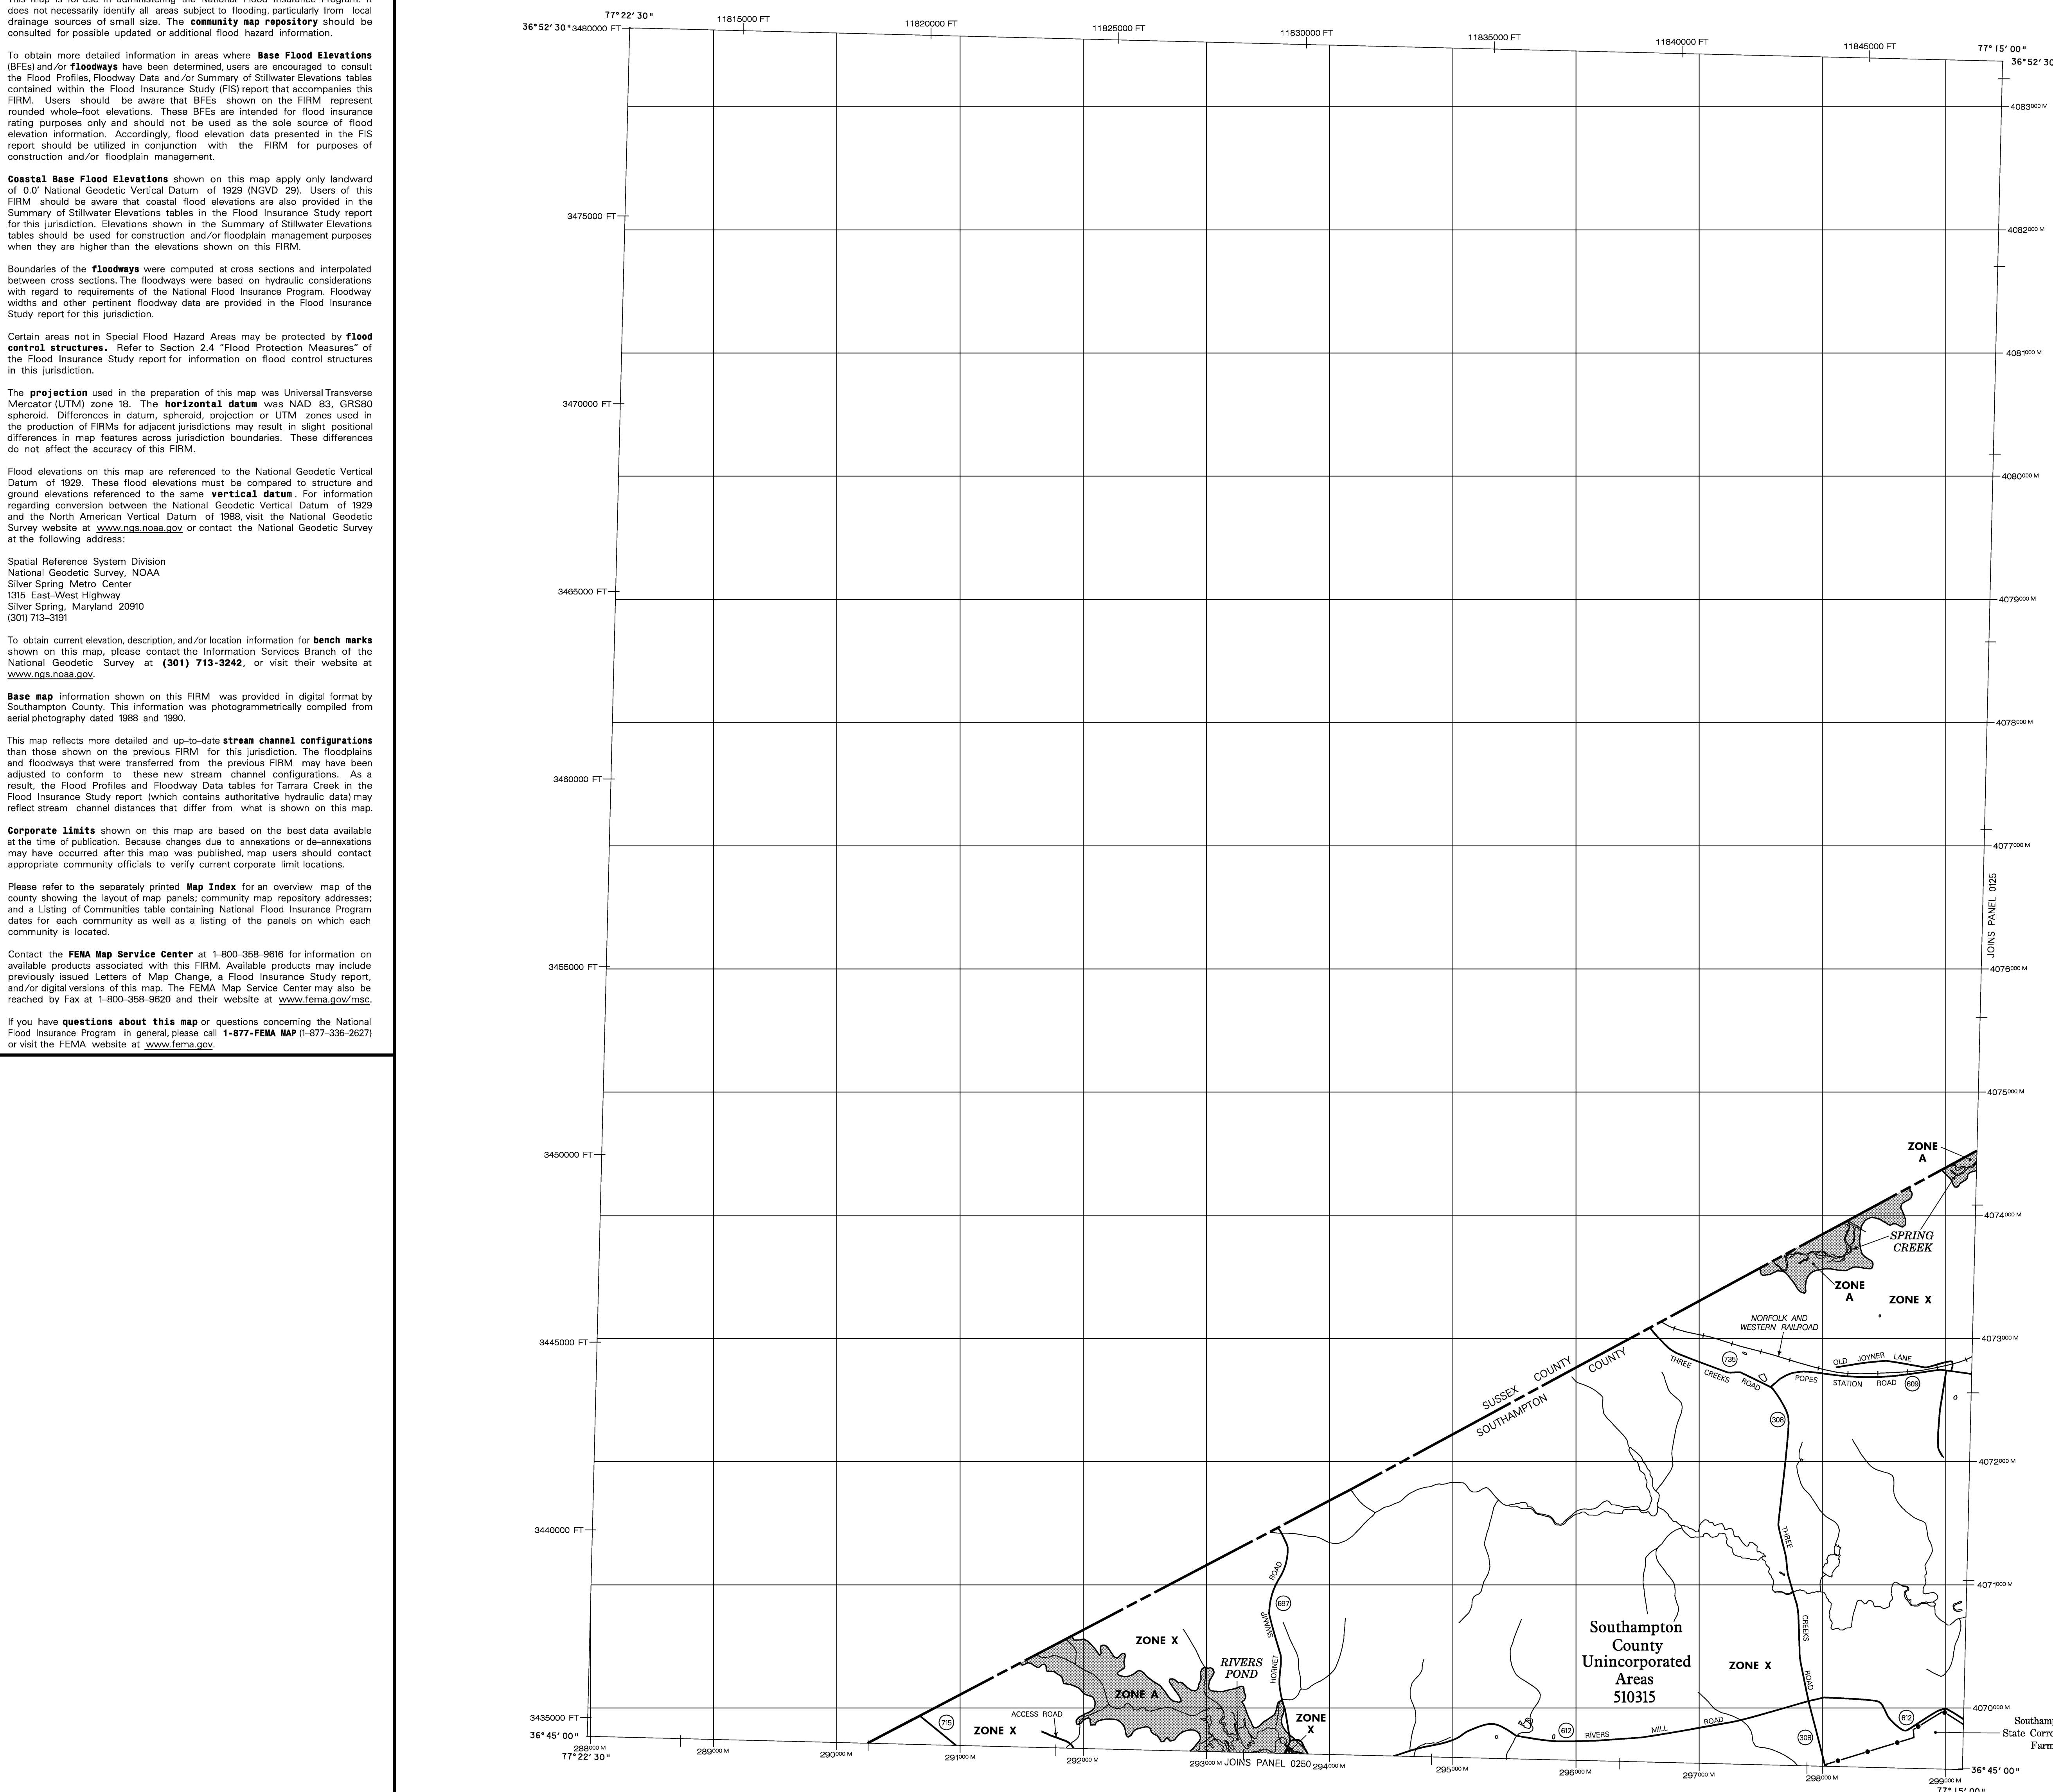 This map is for use in administering the National Flood Insurance Program. It
does not necessarily identify all areas subject to flooding, particularly from local
drainage sources of small size. The community map repository should be
consulted for possible updated or additional flood hazard information.
To obtain more detailed information in areas where Base Flood Elevations
(BFEs) and/or floodways have been determined, users are encouraged to consult
the Flood Profiles, Floodway Data and/or Summary of Stillwater Elevations tables
contained within the Flood Insurance Study (FIS) report that accompanies this
FIRM. Users should be aware that BFEs shown on the FIRM represent
rounded whole–foot elevations. These BFEs are intended for flood insurance
rating purposes only and should not be used as the sole source of flood
elevation information. Accordingly, flood elevation data presented in the FIS
report should be utilized in conjunction with the FIRM for purposes of
construction and/or floodplain management.
Coastal Base Flood Elevations shown on this map apply only landward
of 0.0' National Geodetic Vertical Datum of 1929 (NGVD 29). Users of this
FIRM should be aware that coastal flood elevations are also provided in the
Summary of Stillwater Elevations tables in the Flood Insurance Study report
for this jurisdiction. Elevations shown in the Summary of Stillwater Elevations
tables should be used for construction and/or floodplain management purposes
when they are higher than the elevations shown on this FIRM.
Boundaries of the floodways were computed at cross sections and interpolated
between cross sections. The floodways were based on hydraulic considerations
with regard to requirements of the National Flood Insurance Program. Floodway
widths and other pertinent floodway data are provided in the Flood Insurance
Study report for this jurisdiction.
Certain areas not in Special Flood Hazard Areas may be protected by flood
control structures. Refer to Section 2.4 "Flood Protection Measures" of
the Flood Insurance Study report for information on flood control structures
in this jurisdiction.
The projection used in the preparation of this map was Universal Transverse
Mercator (UTM) zone 18. The horizontal datum was NAD 83, GRS80
spheroid. Differences in datum, spheroid, projection or UTM zones used in
the production of FIRMs for adjacent jurisdictions may result in slight positional
differences in map features across jurisdiction boundaries. These differences
do not affect the accuracy of this FIRM.
Flood elevations on this map are referenced to the National Geodetic Vertical
Datum of 1929. These flood elevations must be compared to structure and
ground elevations referenced to the same vertical datum. For information
regarding conversion between the National Geodetic Vertical Datum of 1929
and the North American Vertical Datum of 1988, visit the National Geodetic
Survey website at www.ngs.noaa.gov or contact the National Geodetic Survey
at the following address:
Spatial Reference System Division
National Geodetic Survey, NOAA
Silver Spring Metro Center
1315 East–West Highway
Silver Spring, Maryland 20910
(301) 713–3191
To obtain current elevation, description, and/or location information for bench marks
shown on this map, please contact the Information Services Branch of the
National Geodetic Survey at (301) 713-3242, or visit their website at
www.ngs.noaa.gov.
Base map information shown on this FIRM was provided in digital format by
Southampton County. This information was photogrammetrically compiled from
aerial photography dated 1988 and 1990.
This map reflects more detailed and up–to–date stream channel configurations
than those shown on the previous FIRM for this jurisdiction. The floodplains
and floodways that were transferred from the previous FIRM may have been
adjusted to conform to these new stream channel configurations. As a
result, the Flood Profiles and Floodway Data tables for Tarrara Creek in the
Flood Insurance Study report (which contains authoritative hydraulic data) may
reflect stream channel distances that differ from what is shown on this map.
Corporate limits shown on this map are based on the best data available
at the time of publication. Because changes due to annexations or de–annexations
may have occurred after this map was published, map users should contact
appropriate community officials to verify current corporate limit locations.
Please refer to the separately printed Map Index for an overview map of the
county showing the layout of map panels; community map repository addresses;
and a Listing of Communities table containing National Flood Insurance Program
dates for each community as well as a listing of the panels on which each
community is located.
Contact the FEMA Map Service Center at 1–800–358–9616 for information on
available products associated with this FIRM. Available products may include
previously issued Letters of Map Change, a Flood Insurance Study report,
and/or digital versions of this map. The FEMA Map Service Center may also be
reached by Fax at 1–800–358–9620 and their website at www.fema.gov/msc.
If you have questions about this map or questions concerning the National
Flood Insurance Program in general, please call 1-877-FEMA MAP (1–877–336–2627)
or visit the FEMA website at www.fema.gov.
77° 22' 30"
36° 52' 30"
11815000 FT
11820000 FT
11825000 FT
11830000 FT
11835000 FT
11840000 FT
11845000 FT
77° 15' 00"
36° 52' 30
3480000 FT
3475000 FT
3470000 FT
3465000 FT
3460000 FT
3455000 FT
3450000 FT
3445000 FT
3440000 FT
3435000 FT
36° 45' 00"
77° 22' 30"
4083000 M
4082000 M
4081000 M
4080000 M
4079000 M
4078000 M
4077000 M
JOINS PANEL 0125
4076000 M
4075000 M
4074000 M
4073000 M
4072000 M
4071000 M
4070000 M
ZONE
A
SPRING
CREEK
ZONE
A
ZONE X
NORFOLK AND
WESTERN RAILROAD
OLD JOYNER LANE
735
THREE CREEKS ROAD
POPES STATION ROAD
609
308
SUSSEX COUNTY
SOUTHAMPTON COUNTY
THREE CREEKS ROAD
HORNET SWAMP ROAD
697
Southampton
County
Unincorporated
Areas
510315
ZONE X
ZONE X
RIVERS
POND
ZONE A
ACCESS ROAD
715
ZONE X
ZONE
X
612
RIVERS MILL ROAD
308
612
Southamp
State Corre
Farm
288000 M
289000 M
290000 M
291000 M
292000 M
293000 M
JOINS PANEL 0250
294000 M
295000 M
296000 M
297000 M
298000 M
299000 M
36° 45' 00"
77° 15' 00"